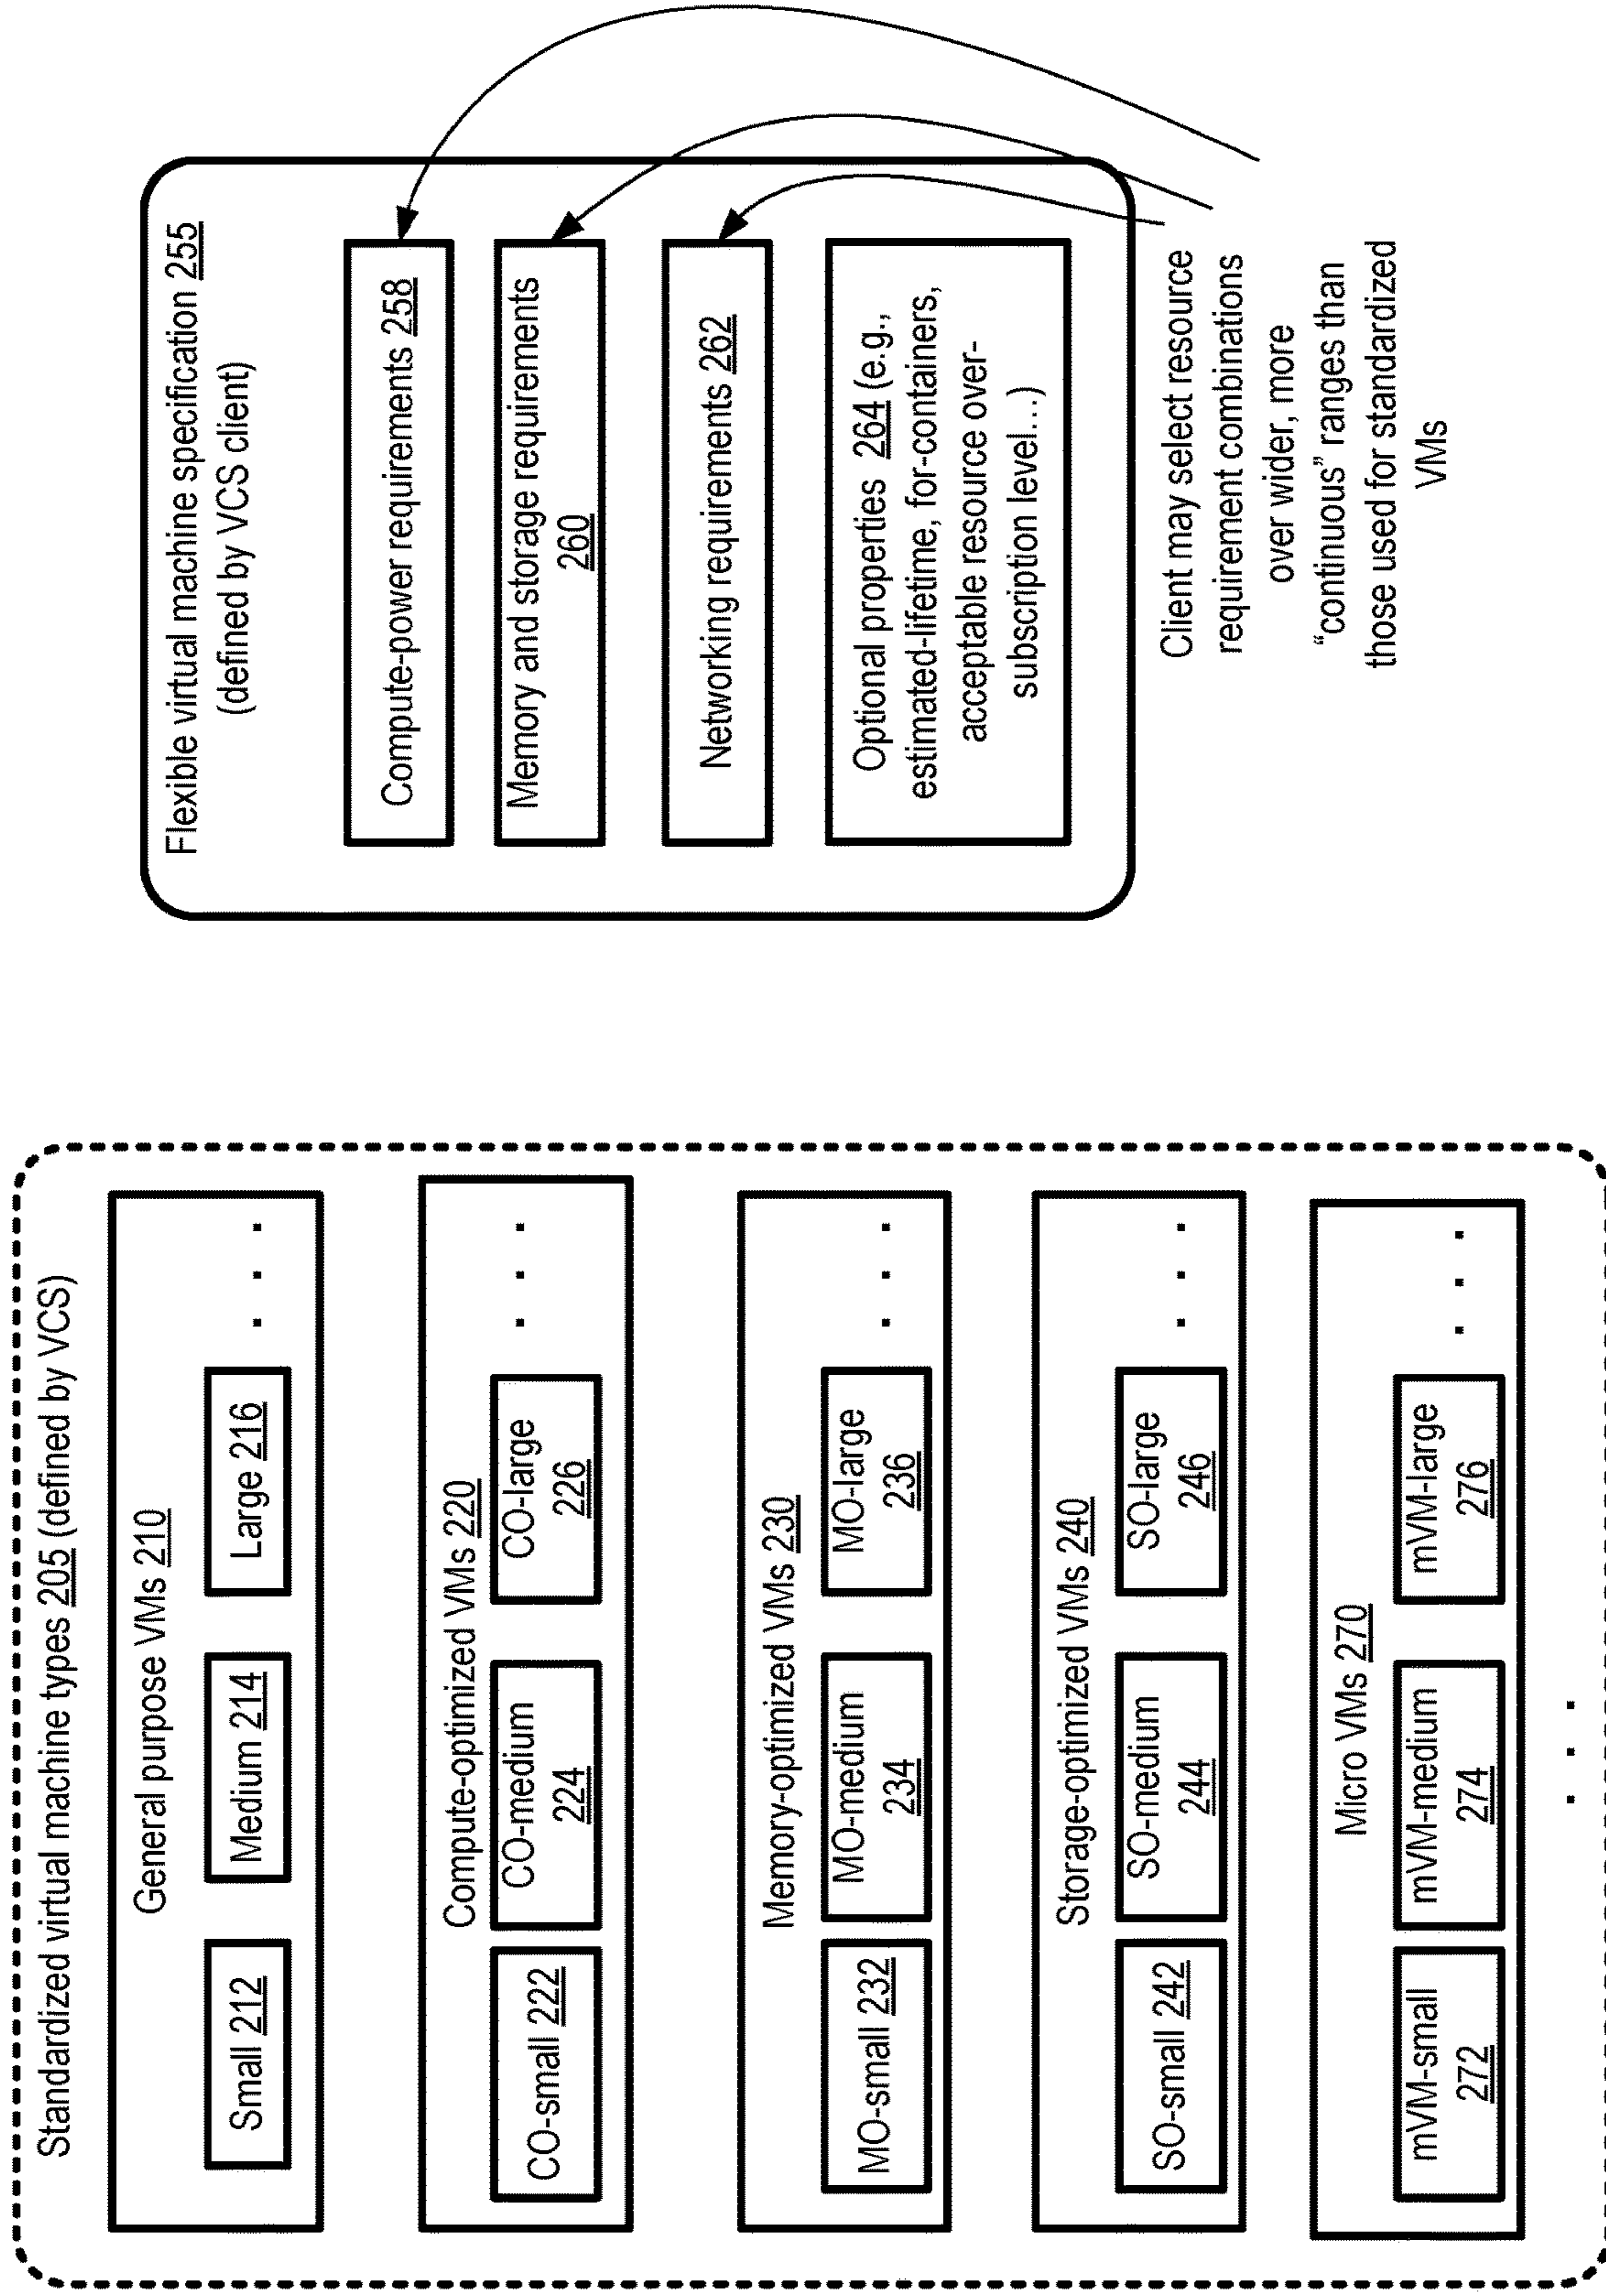 Standardized virtual machine types 205 (defined by VCS)
General purpose VMs 210
Small 212
Medium 214
Large 216
. . .
Compute-optimized VMs 220
CO-small 222
CO-medium
224
CO-large
226
. . .
Memory-optimized VMs 230
MO-small 232
MO-medium
234
MO-large
236
. . .
Storage-optimized VMs 240
SO-small 242
SO-medium
244
SO-large
246
. . .
Micro VMs 270
mVM-small
272
mVM-medium
274
mVM-large
276
. . .
. . .
Flexible virtual machine specification 255
(defined by VCS client)
Compute-power requirements 258
Memory and storage requirements
260
Networking requirements 262
Optional properties 264 (e.g.,
estimated-lifetime, for-containers,
acceptable resource over-
subscription level…)
Client may select resource
requirement combinations
over wider, more
“continuous” ranges than
those used for standardized
VMs